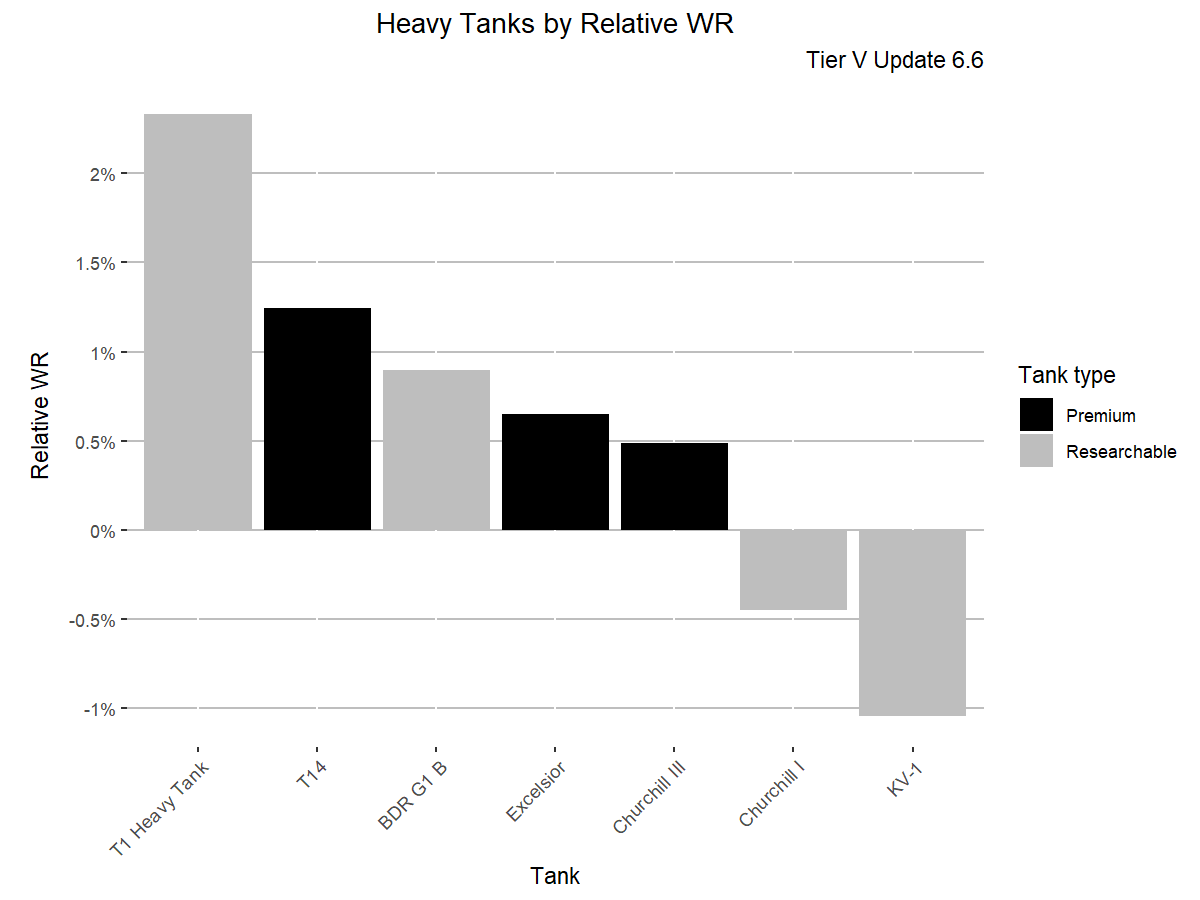 Heavy Tanks by Relative WR
Tier V Update 6.6
2%
1.5%
1%
0.5%
0%
-0.5%
-1%
Relative WR
T1 Heavy Tank
T14
BDR G1 B
Excelsior
Churchill III
Churchill I
KV-1
Tank
Tank type
Premium
Researchable